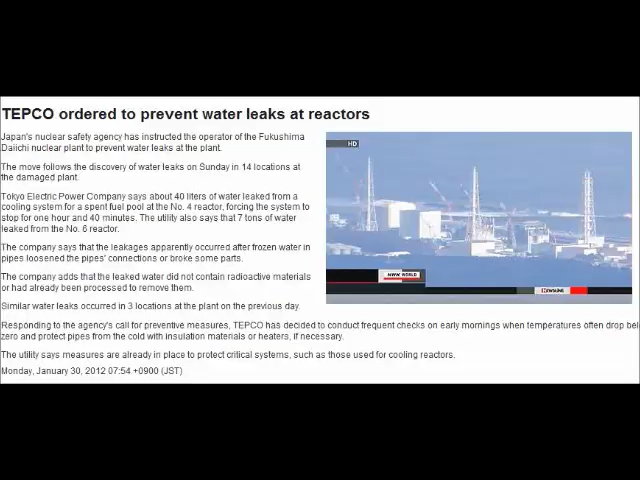 TEPCO ordered to prevent water leaks at reactors
Japan's nuclear safety agency has instructed the operator of the Fukushima
Daiichi nuclear plant to prevent water leaks at the plant.
The move follows the discovery of water leaks on Sunday in 14 locations at
the damaged plant.
Tokyo Electric Power Company says about 40 liters of water leaked from a
cooling system for a spent fuel pool at the No. 4 reactor, forcing the system to
stop for one hour and 40 minutes. The utility also says that 7 tons of water
leaked from the No. 6 reactor.
The company says that the leakages apparently occurred after frozen water in
pipes loosened the pipes' connections or broke some parts.
The company adds that the leaked water did not contain radioactive materials
or had already been processed to remove them.
Similar water leaks occurred in 3 locations at the plant on the previous day.
HD
WORLD
Responding to the agency's call for preventive measures, TEPCO has decided to conduct frequent checks on early mornings when temperatures often drop bel
zero and protect pipes from the cold with insulation materials or heaters, if necessary.
The utility says measures are already in place to protect critical systems, such as those used for cooling reactors.
Monday, January 30, 2012 07:54 +0900 (JST)